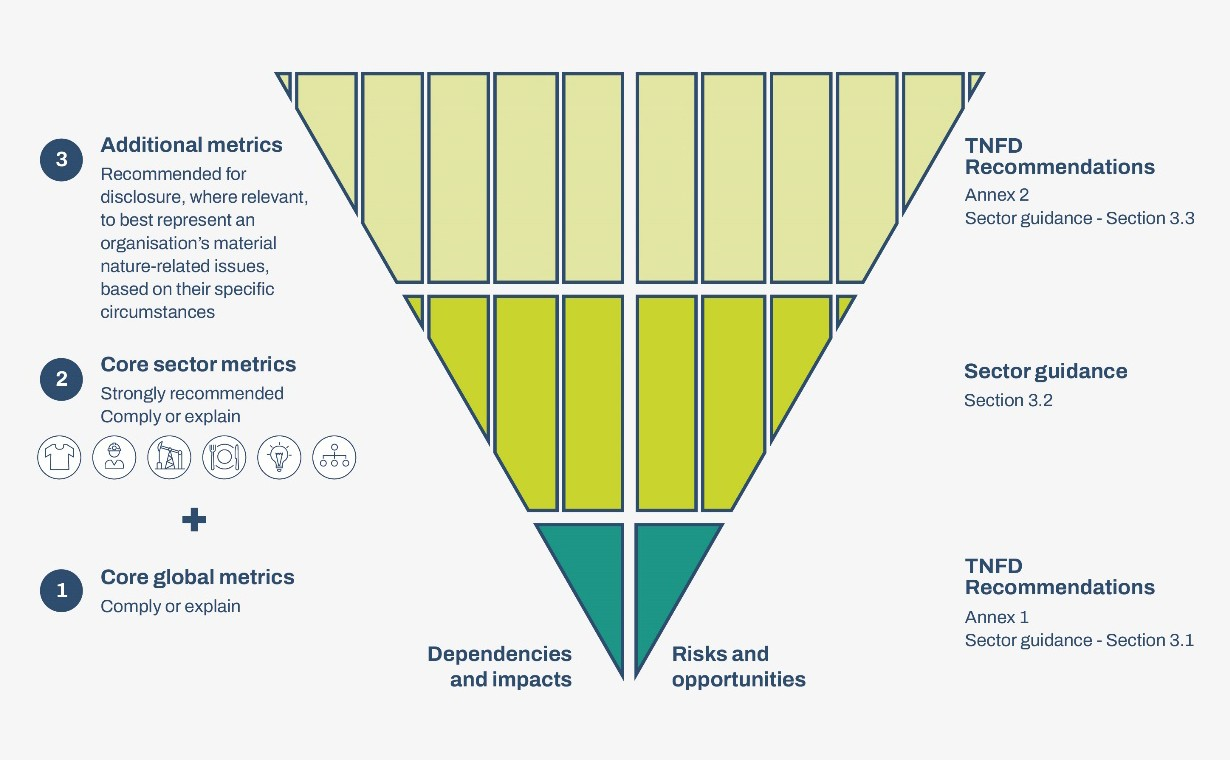 3
Additional metrics
Recommended for
disclosure, where relevant,
to best represent an
organisation’s material
nature-related issues,
based on their specific
circumstances
TNFD
Recommendations
Annex 2
Sector guidance - Section 3.3
2
Core sector metrics
Strongly recommended
Comply or explain
Sector guidance
Section 3.2
1
Core global metrics
Comply or explain
TNFD
Recommendations
Annex 1
Sector guidance - Section 3.1
Dependencies
and impacts
Risks and
opportunities